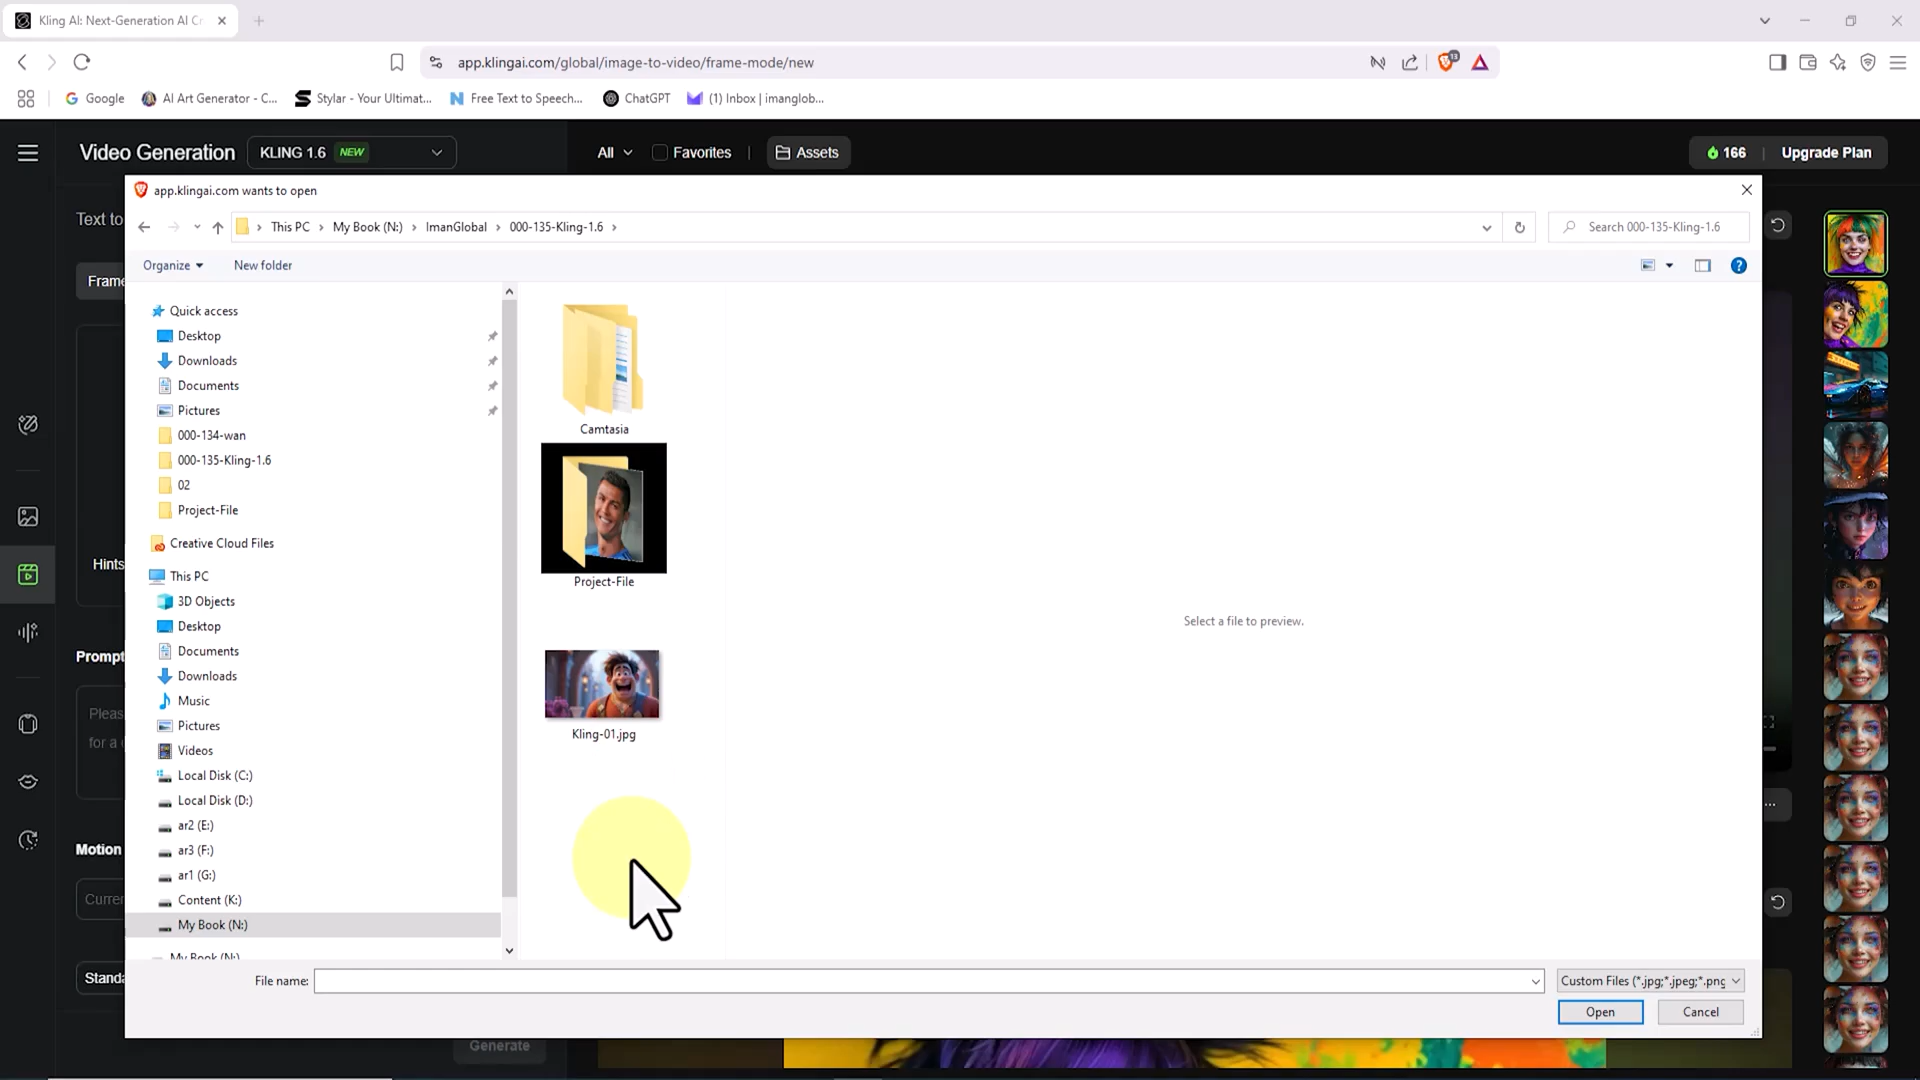 Kling AI: Next-Generation AI Cr
app.klingai.com/global/image-to-video/frame-mode/new
Google
AI Art Generator - C...
Stylar - Your Ultimat...
Free Text to Speech...
ChatGPT
(1) Inbox | imanglob...
Video Generation
KLING 1.6 NEW
All
Favorites
Assets
166
Upgrade Plan
app.klingai.com wants to open
Text to
This PC
My Book (N:)
ImanGlobal
000-135-Kling-1.6
Search 000-135-Kling-1.6
Organize
New folder
Frame
Quick access
Desktop
Downloads
Documents
Pictures
000-134-wan
000-135-Kling-1.6
02
Project-File
Creative Cloud Files
This PC
3D Objects
Desktop
Documents
Downloads
Music
Pictures
Videos
Local Disk (C:)
Local Disk (D:)
ar2 (E:)
ar3 (F:)
ar1 (G:)
Content (K:)
My Book (N:)
My Book (N:)
Camtasia
Project-File
Kling-01.jpg
Select a file to preview.
Hints
Prompt
Pleas
for a d
Motion
Curren
Standa
File name:
Custom Files (*.jpg;*.jpeg;*.png
Open
Cancel
Generate